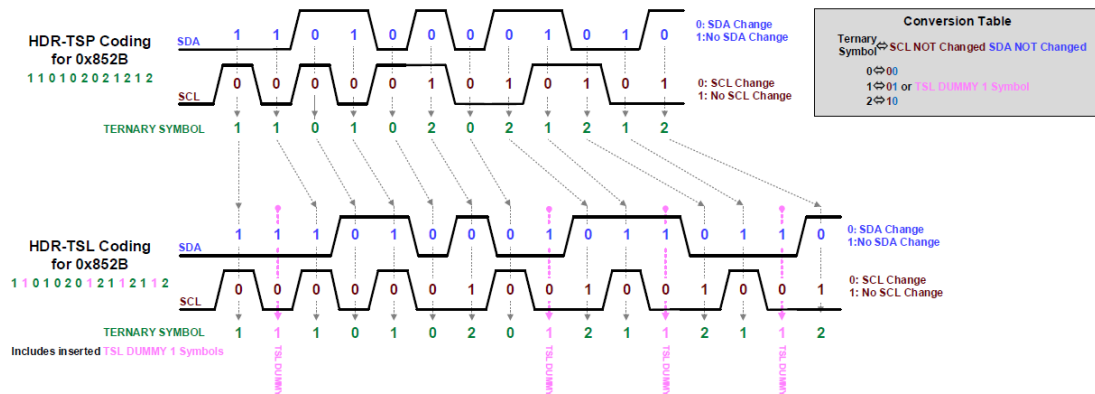 HDR-TSP Coding
for 0x852B
1 1 0 1 0 2 0 2 1 2 1 2
SDA
1 1 0 1 0 0 0 0 1 0 1 0
0: SDA Change
1:No SDA Change
SCL
0 0 0 0 0 1 0 1 0 1 0 1
0: SCL Change
1: No SCL Change
TERNARY SYMBOL
1 1 0 1 0 2 0 2 1 2 1 2
Conversion Table
Ternary
Symbol⇔SCL NOT Changed SDA NOT Changed
0⇔00
1⇔01 or TSL DUMMY 1 Symbol
2⇔10
HDR-TSL Coding
for 0x852B
1 1 1 0 1 0 2 0 1 2 1 1 2 1 1 2
SDA
1 1 1 0 1 0 0 0 1 0 1 1 0 1 1 0
0: SDA Change
1:No SDA Change
SCL
0 0 0 0 0 0 1 0 0 1 0 0 1 0 0 1
0: SCL Change
1: No SCL Change
TERNARY SYMBOL
1 1 1 0 1 0 2 0 1 2 1 1 2 1 1 2
Includes inserted TSL DUMMY 1 Symbols
TSL DUMMY
TSL DUMMY
TSL DUMMY
TSL DUMMY